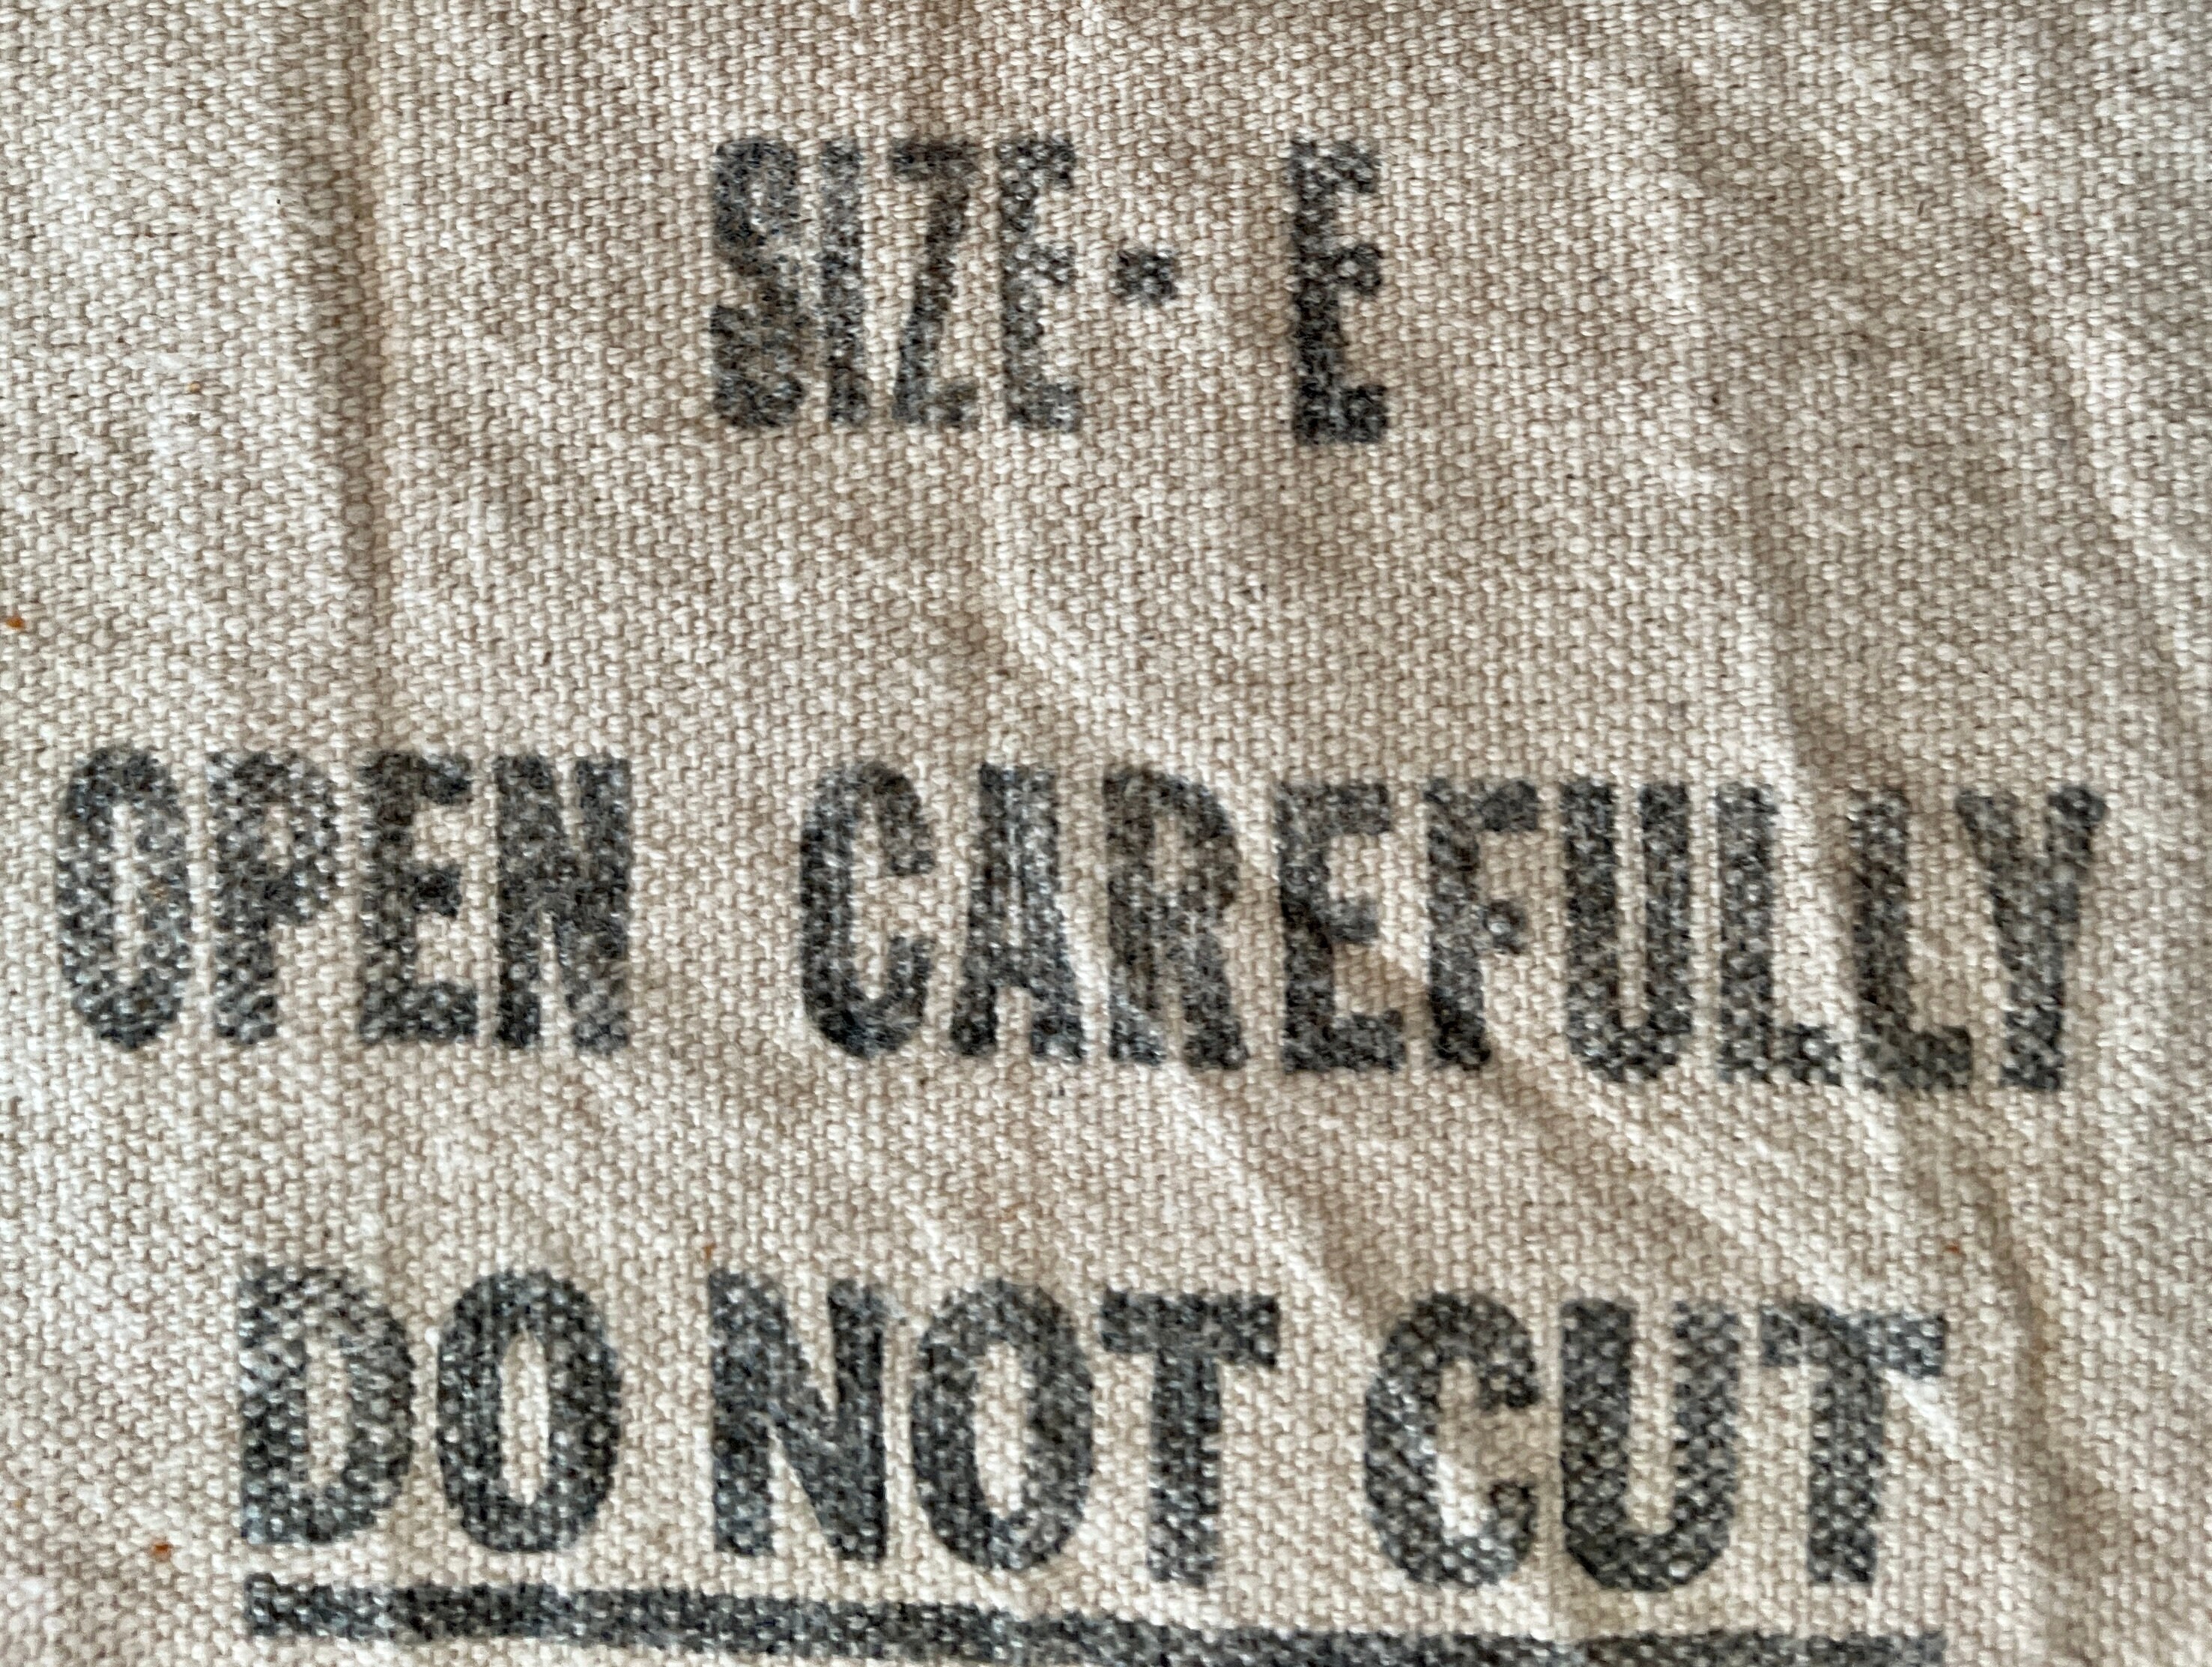 SIZE- E
OPEN CAREFULLY
DO NOT CUT